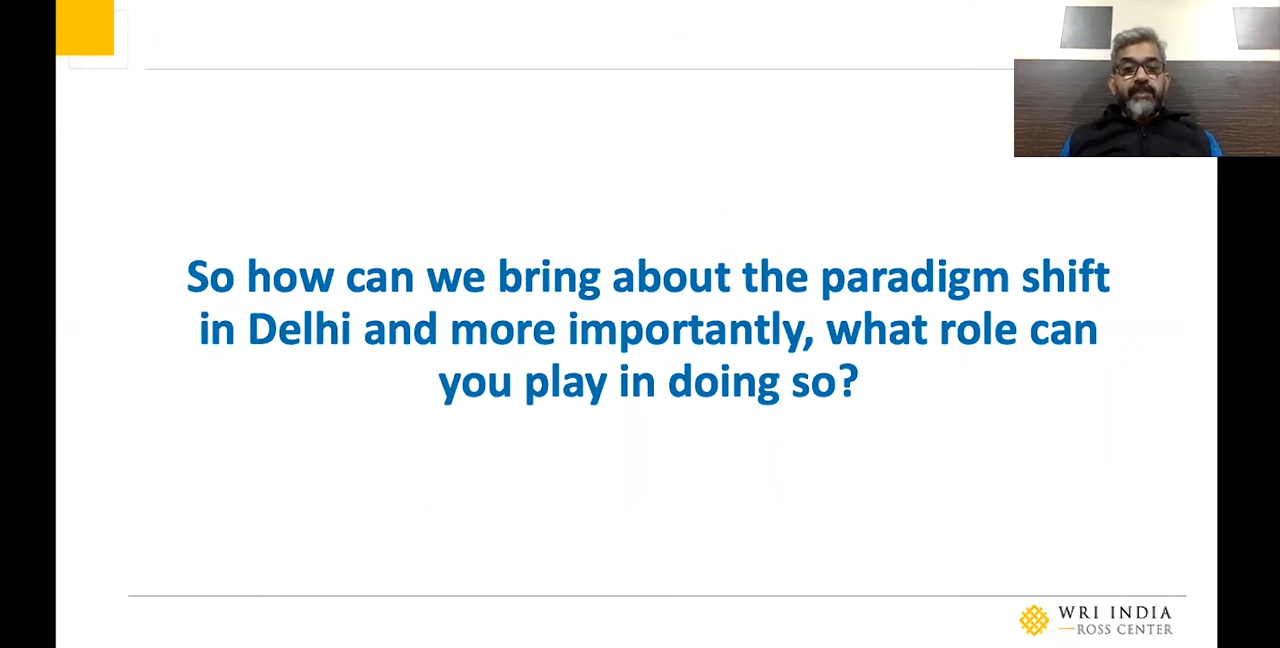 So how can we bring about the paradigm shift
in Delhi and more importantly, what role can
you play in doing so?
WRI INDIA
ROSS CENTER